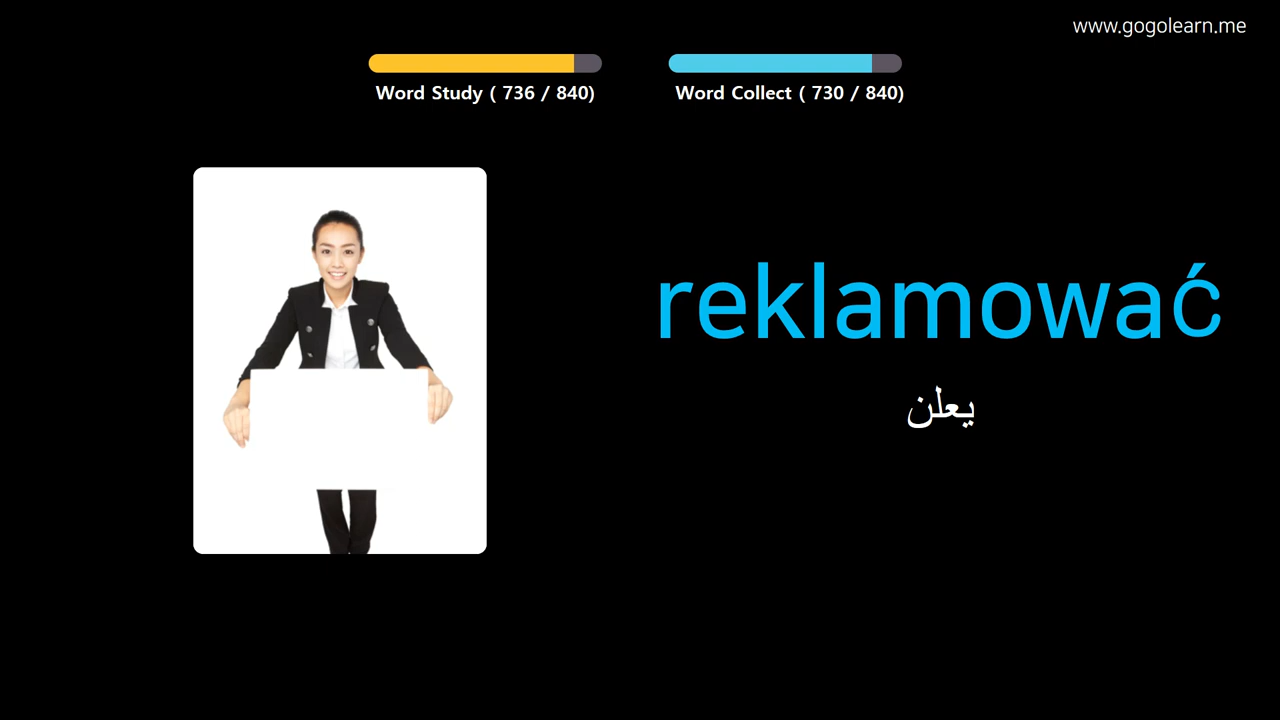 www.gogolearn.me
Word Study ( 736 / 840)
Word Collect ( 730 / 840)
reklamować
يعلن